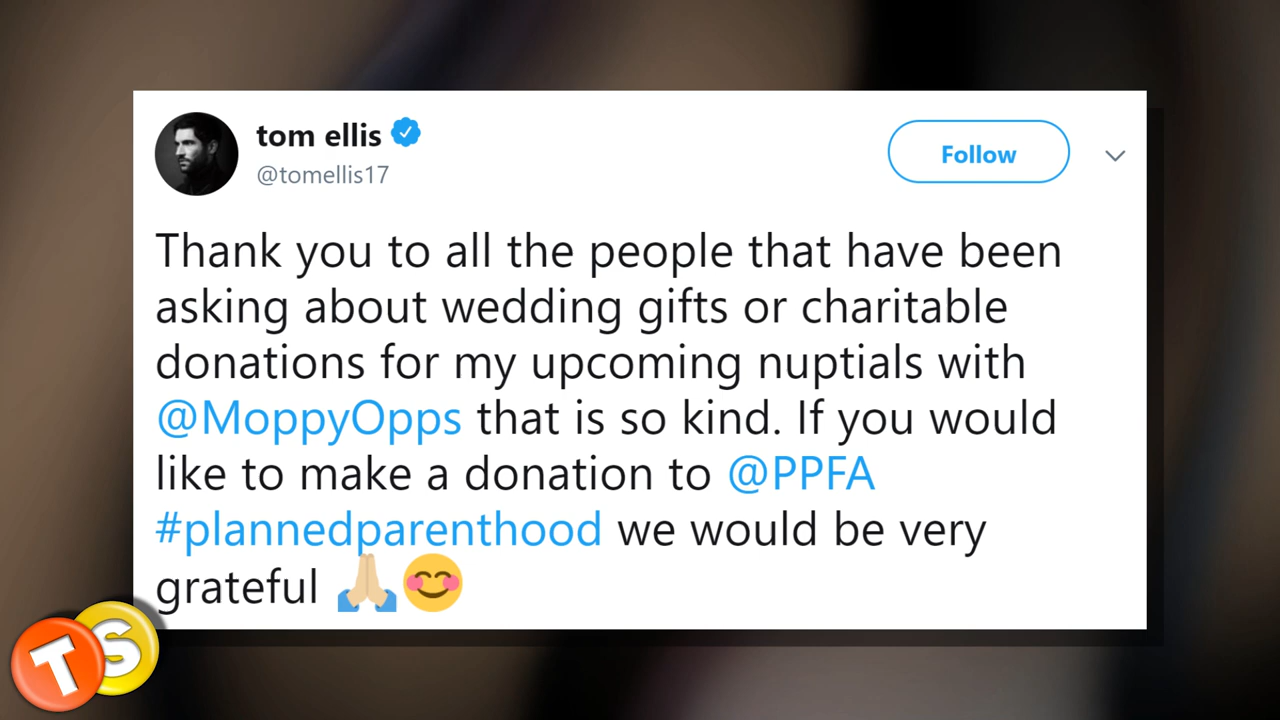 tom ellis
@tomellis17
Follow
Thank you to all the people that have been
asking about wedding gifts or charitable
donations for my upcoming nuptials with
@MoppyOpps that is so kind. If you would
like to make a donation to @PPFA
#plannedparenthood we would be very
grateful 🙏🏼😊
TS